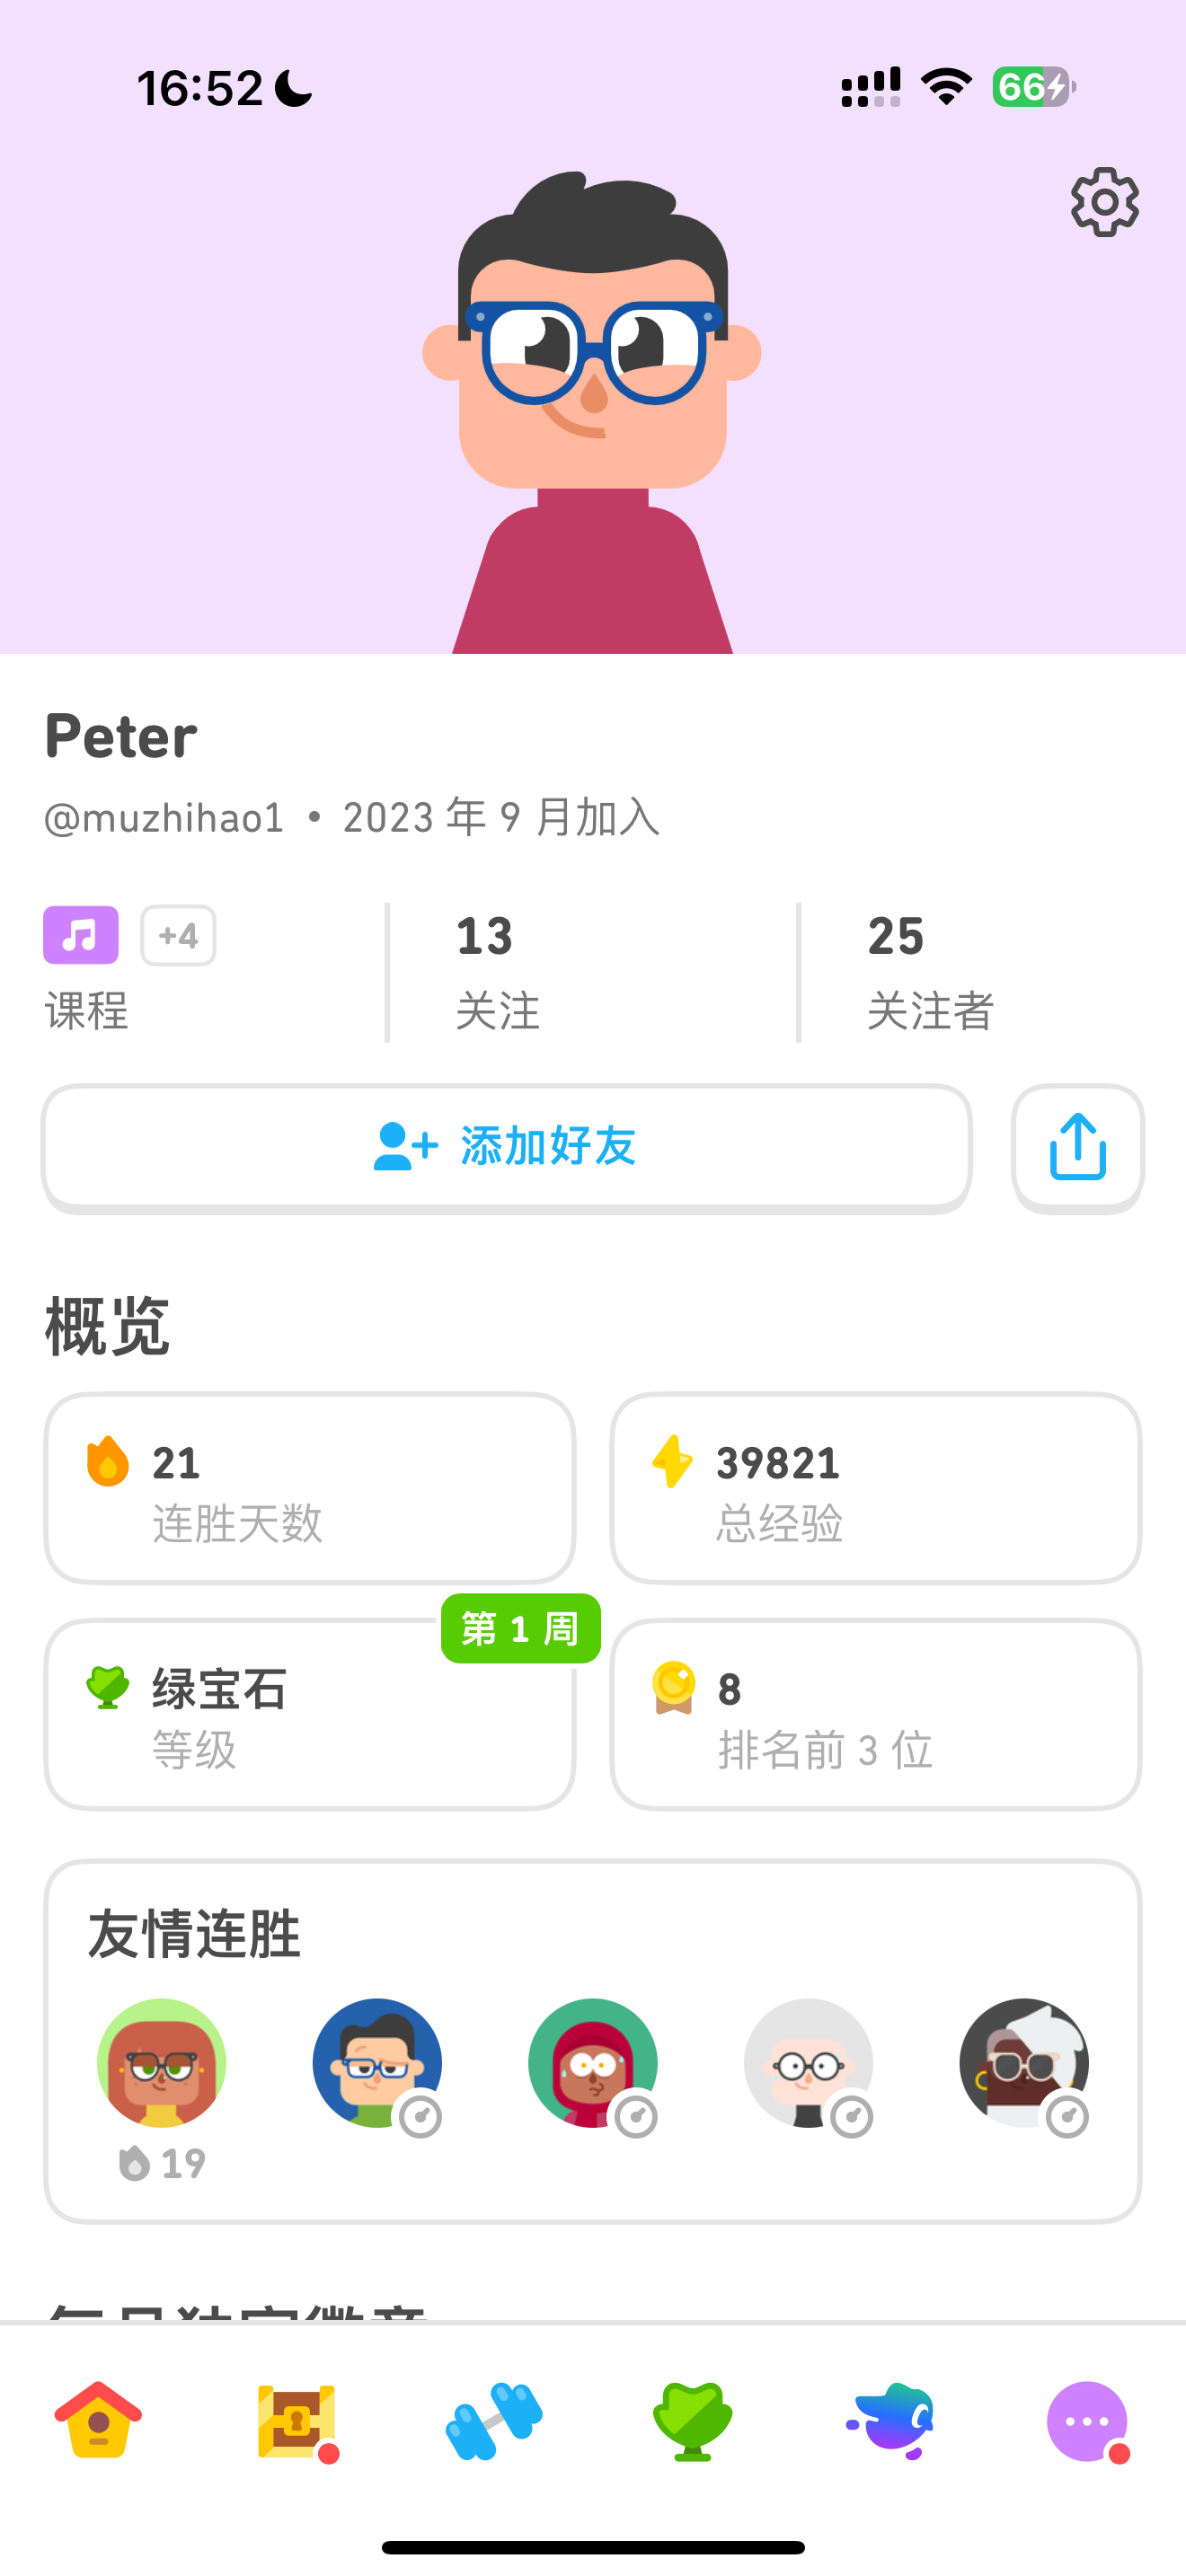 16:52
66
Peter
@muzhihao1 • 2023 年 9 月加入
+4
13
25
课程
关注
关注者
添加好友
概览
21
39821
连胜天数
总经验
第 1 周
绿宝石
8
等级
排名前 3 位
友情连胜
19